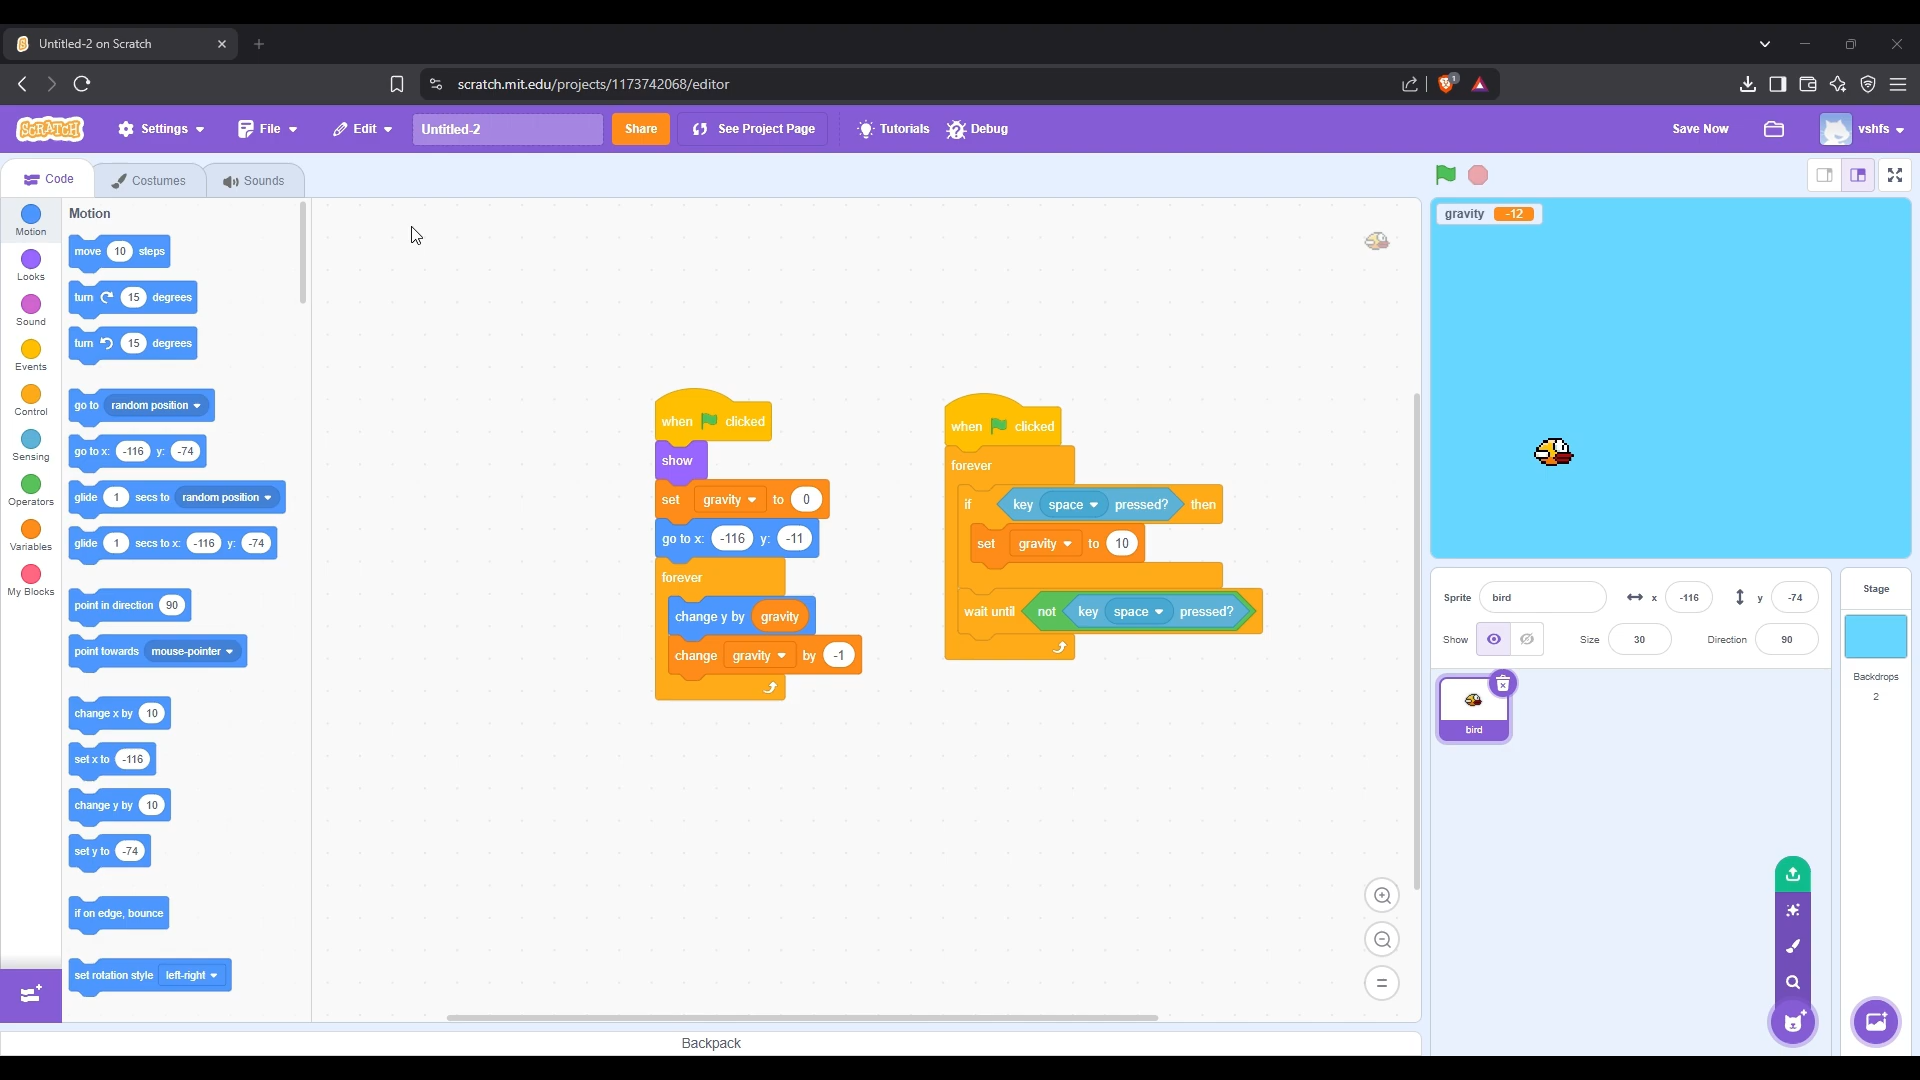 Untitled-2 on Scratch
scratch.mit.edu/projects/1173742068/editor
1
SCRATCH
Settings
File
Edit
Untitled-2
Share
See Project Page
Tutorials
Debug
Save Now
vshfs
Code
Costumes
Sounds
Motion
Looks
Sound
Events
Control
Sensing
Operators
Variables
My Blocks
Motion
move 10 steps
turn 15 degrees
turn 15 degrees
go to random position
go to x: -116 y: -74
glide 1 secs to random position
glide 1 secs to x: -116 y: -74
point in direction 90
point towards mouse-pointer
change x by 10
set x to -116
change y by 10
set y to -74
if on edge, bounce
set rotation style left-right
when clicked
show
set gravity to 0
go to x: -116 y: -11
forever
change y by gravity
change gravity by -1
when clicked
forever
if key space pressed? then
set gravity to 10
wait until not key space pressed?
gravity -12
Sprite bird x -116 y -74
Show Size 30 Direction 90
bird
Stage
Backdrops
2
Backpack